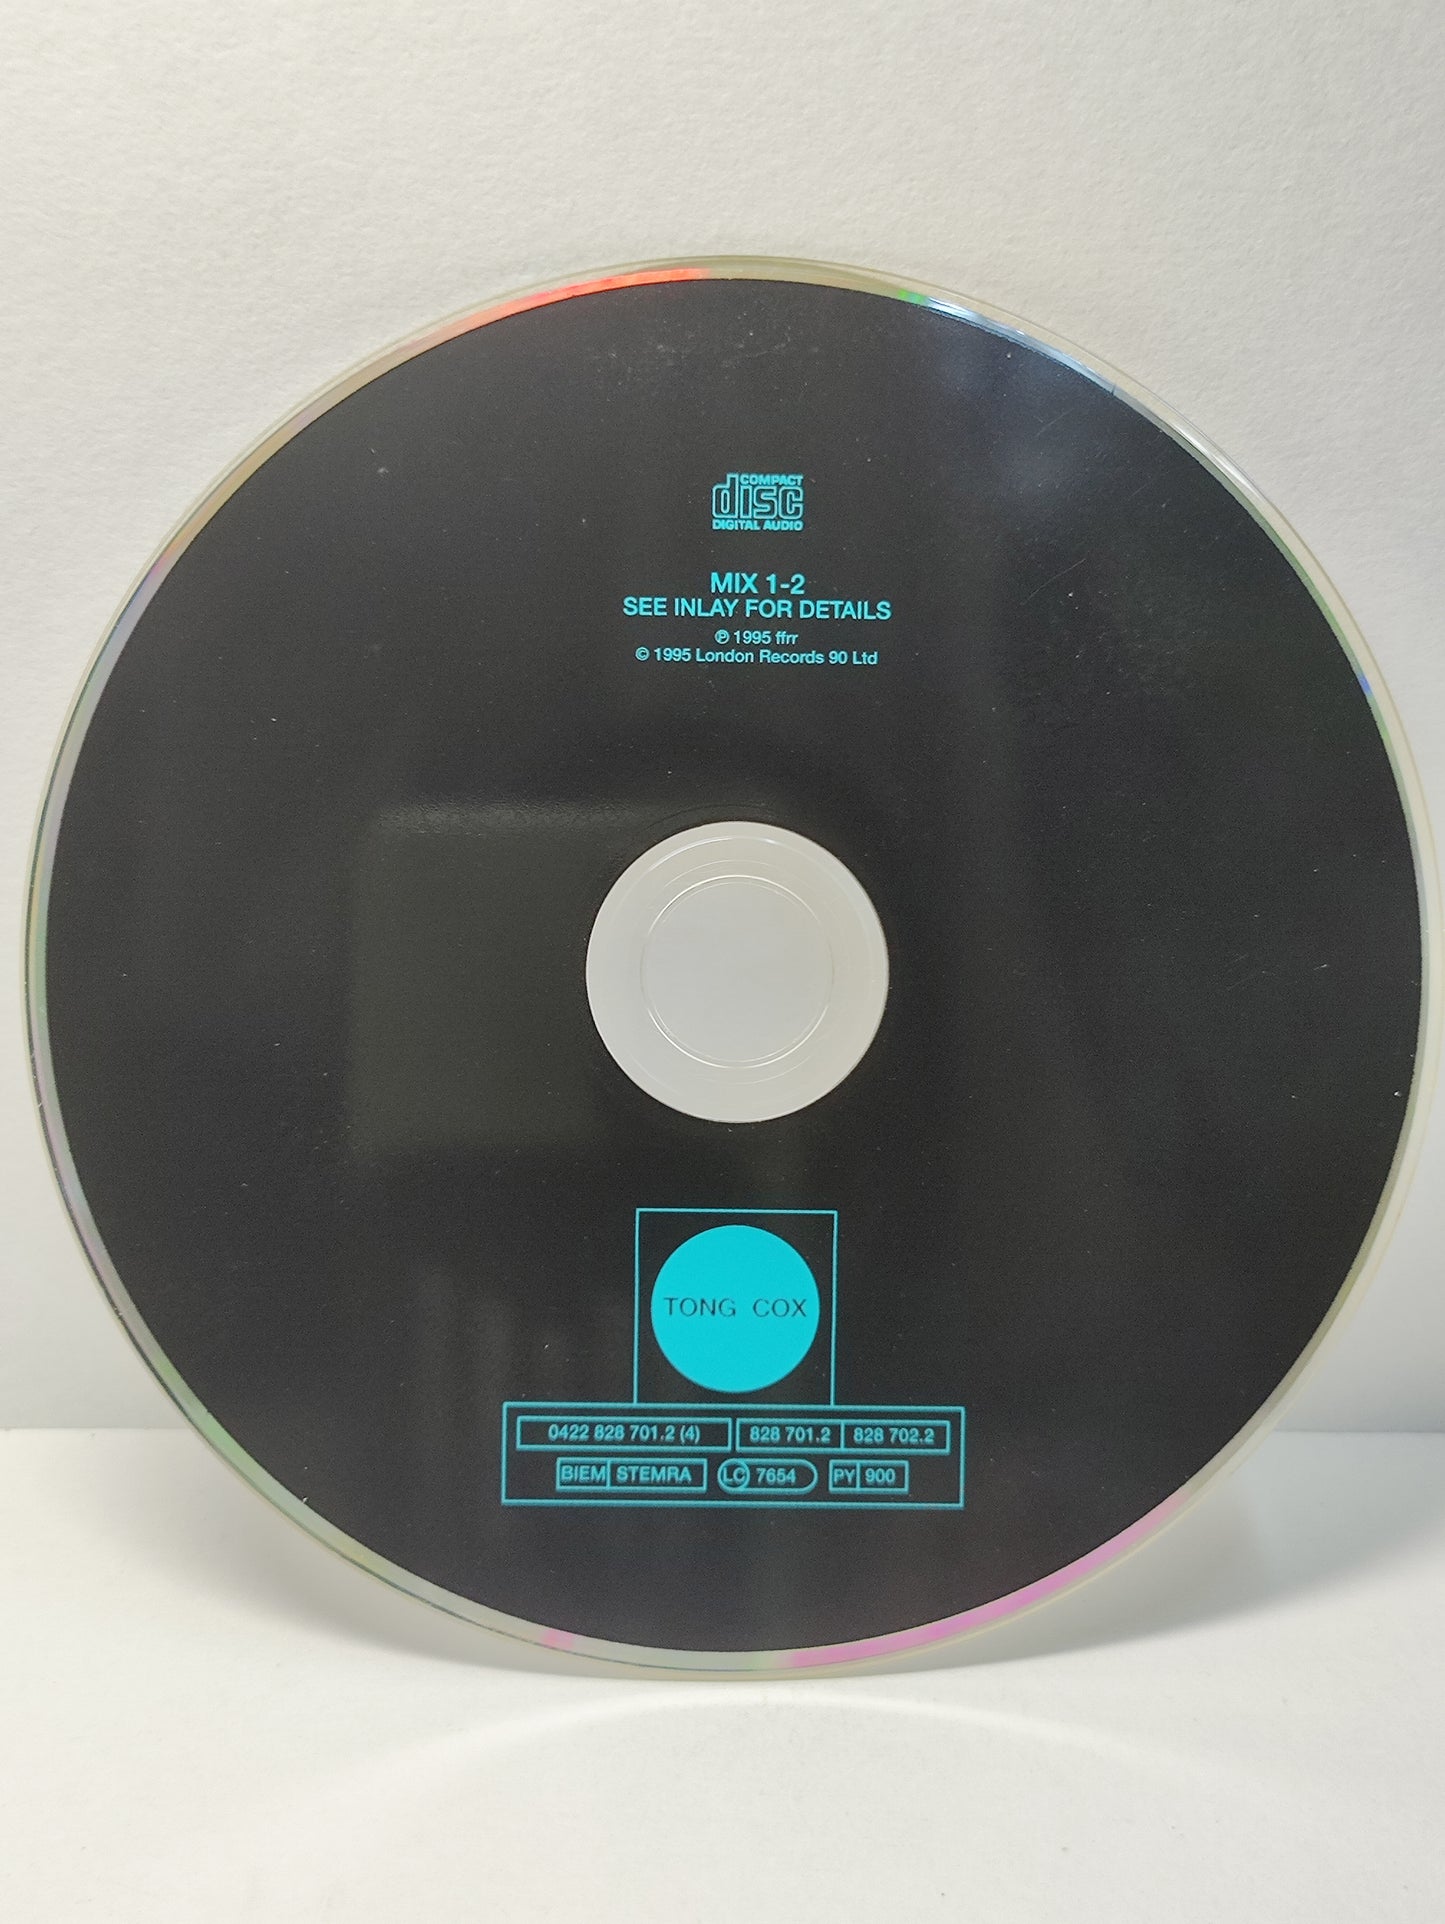 COMPACT
disc
DIGITAL AUDIO
MIX 1-2
SEE INLAY FOR DETAILS
℗ 1995 ffrr
© 1995 London Records 90 Ltd
TONG COX
0422 828 701.2 (4) 828 701.2 828 702.2
BIEM STEMRA LC 7654 PY 900